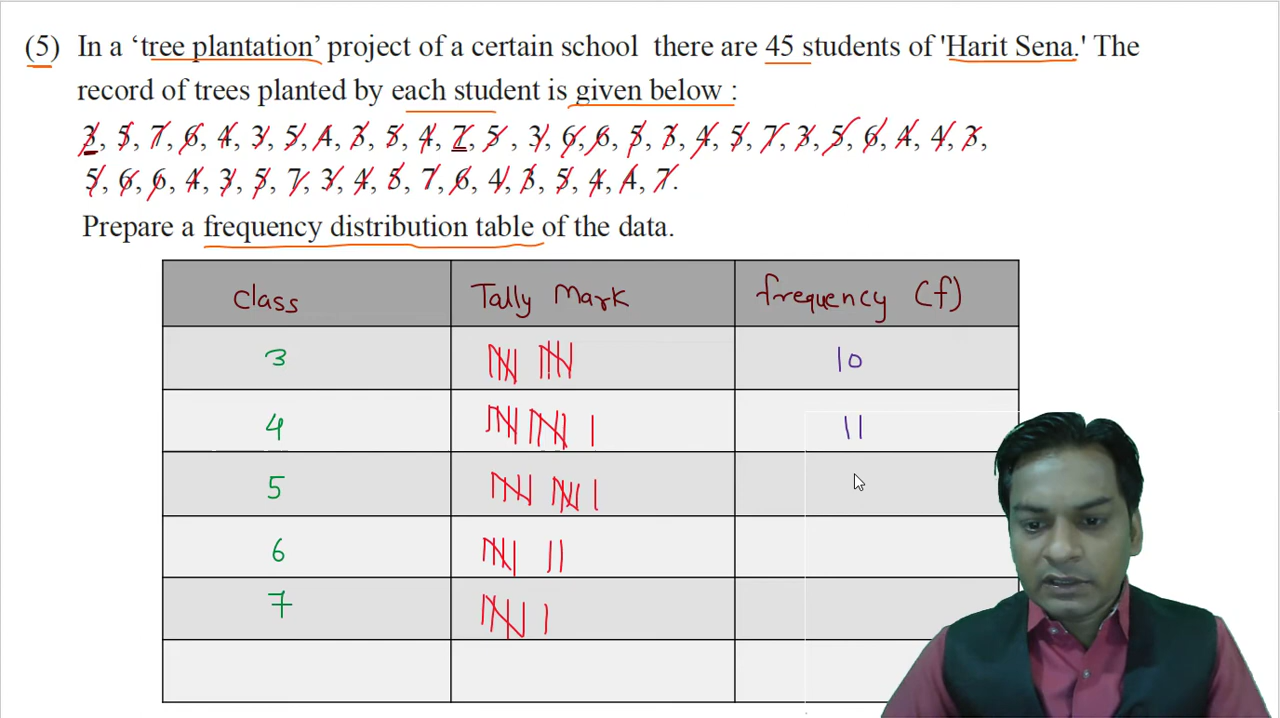 (5) In a ‘tree plantation’ project of a certain school there are 45 students of 'Harit Sena.' The
record of trees planted by each student is given below :
3, 5, 7, 6, 4, 3, 5, 4, 3, 5, 4, 7, 5 , 3, 6, 6, 5, 3, 4, 5, 7, 3, 5, 6, 4, 4, 3,
5, 6, 6, 4, 3, 5, 7, 3, 4, 5, 7, 6, 4, 3, 5, 4, 4, 7.
Prepare a frequency distribution table of the data.
Class Tally Mark frequency (f)
3 10
4 11
5
6
7